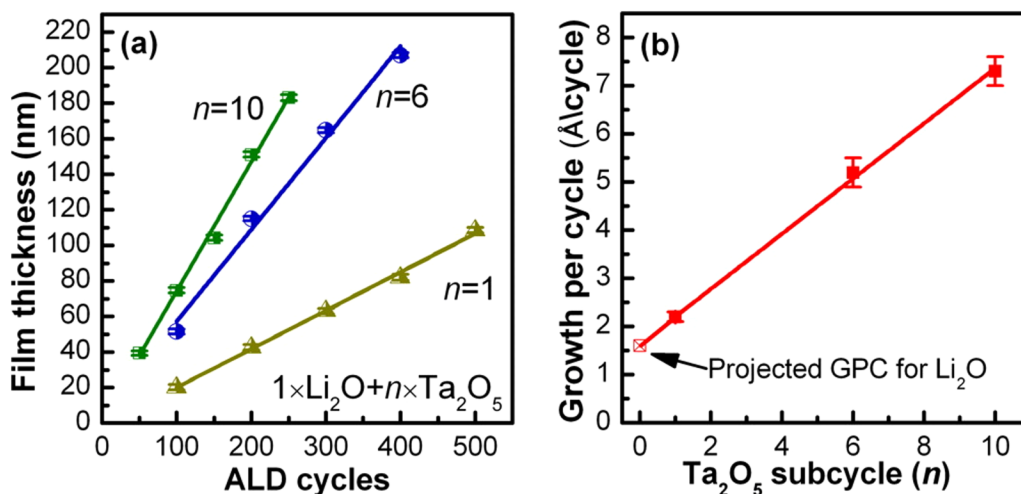 (a)
Film thickness (nm)
220
200
180
160
140
120
100
80
60
40
20
0
n=10
n=6
n=1
1×Li₂O+n×Ta₂O₅
0 100 200 300 400 500
ALD cycles
(b)
Growth per cycle (Å\cycle)
8
7
6
5
4
3
2
1
0
Projected GPC for Li₂O
0 2 4 6 8 10
Ta₂O₅ subcycle (n)